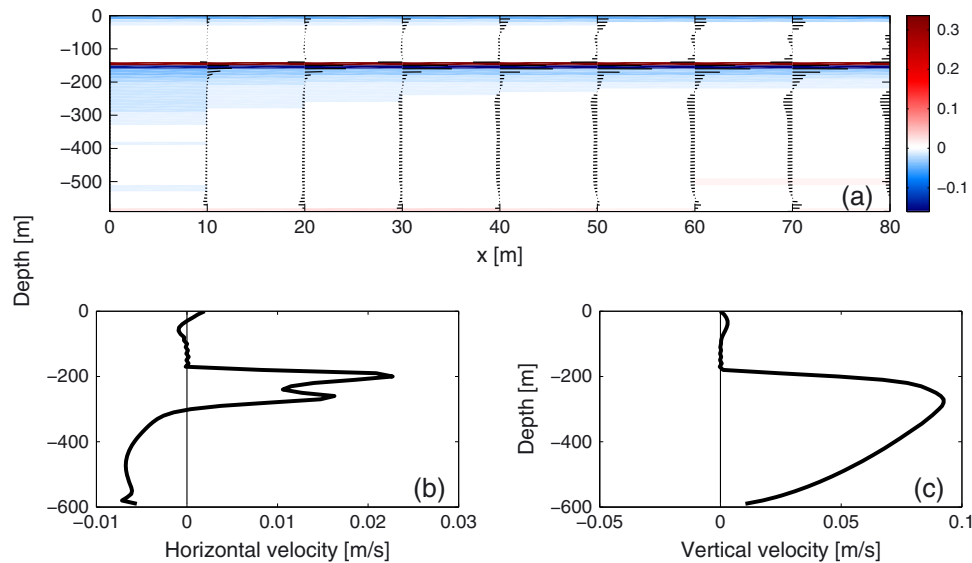 0
−100
−200
−300
−400
−500
0 10 20 30 40 50 60 70 80
x [m]
(a)
0.3
0.2
0.1
0
−0.1
Depth [m]
0
−200
−400
−600
−0.01 0 0.01 0.02 0.03
Horizontal velocity [m/s]
(b)
Depth [m]
0
−200
−400
−600
−0.05 0 0.05 0.1
Vertical velocity [m/s]
(c)